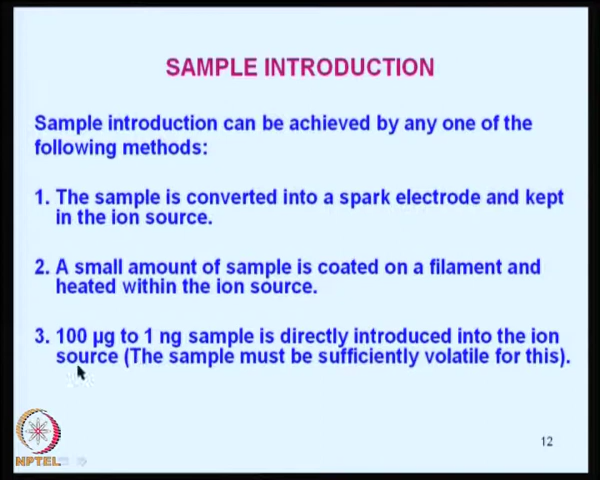 SAMPLE INTRODUCTION
Sample introduction can be achieved by any one of the
following methods:
1. The sample is converted into a spark electrode and kept
in the ion source.
2. A small amount of sample is coated on a filament and
heated within the ion source.
3. 100 µg to 1 ng sample is directly introduced into the ion
source (The sample must be sufficiently volatile for this).
12
NPTEL